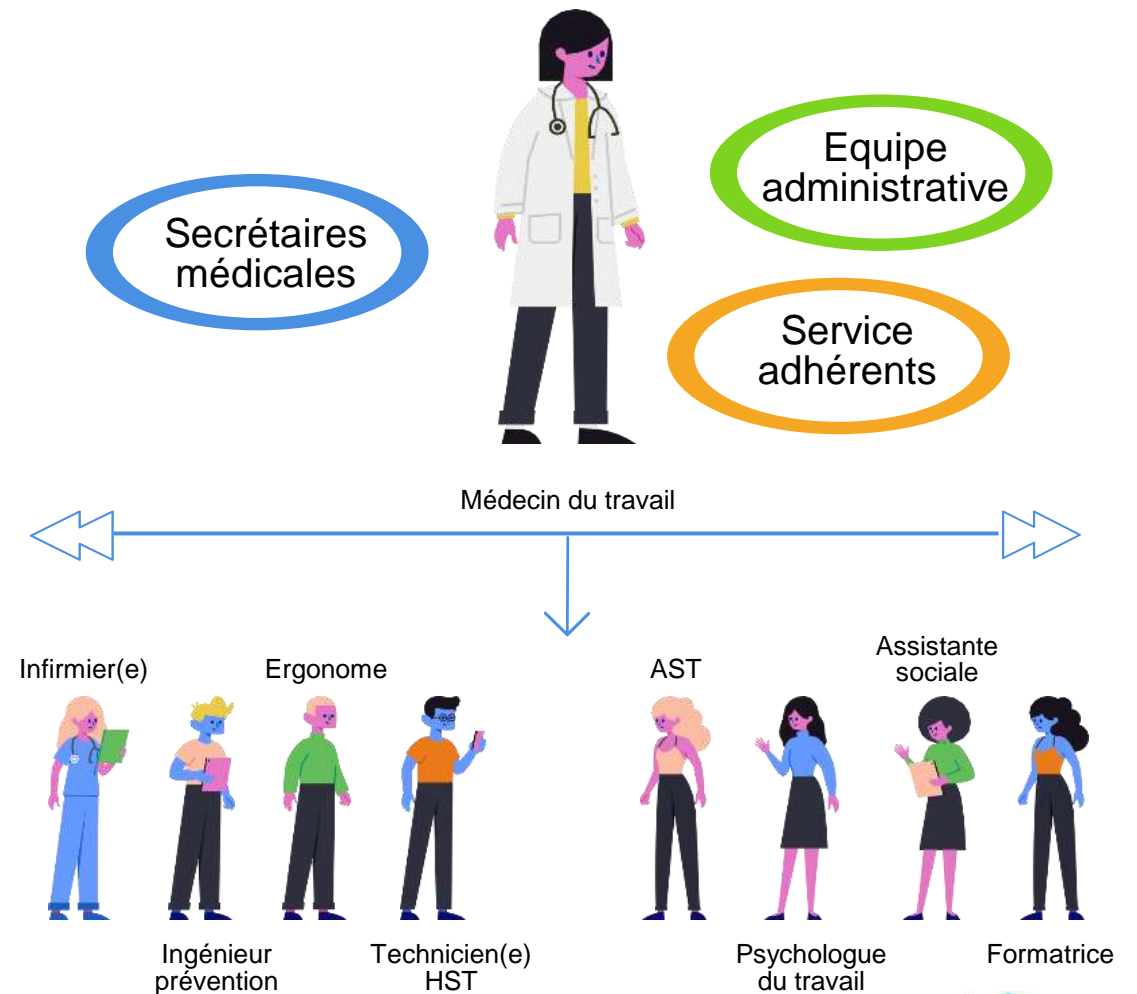 Secrétaires
médicales
Equipe
administrative
Service
adhérents
Médecin du travail
Infirmier(e)
Ergonome
AST
Assistante
sociale
Ingénieur
prévention
Technicien(e)
HST
Psychologue
du travail
Formatrice